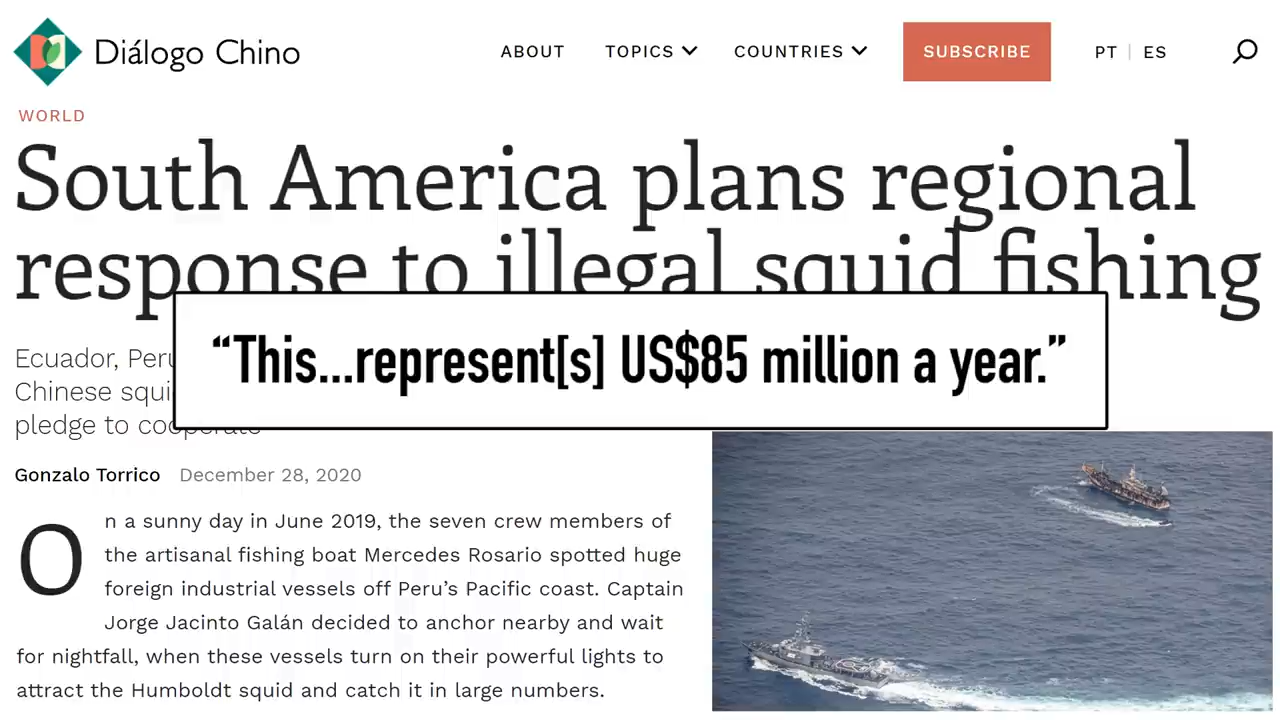 Diálogo Chino
ABOUT TOPICS COUNTRIES SUBSCRIBE PT | ES
WORLD
South America plans regional
response to illegal squid fishing
“This...represent[s] US$85 million a year.”
Ecuador, Peru
Chinese squi
pledge to cooperate
Gonzalo Torrico December 28, 2020
On a sunny day in June 2019, the seven crew members of
the artisanal fishing boat Mercedes Rosario spotted huge
foreign industrial vessels off Peru’s Pacific coast. Captain
Jorge Jacinto Galán decided to anchor nearby and wait
for nightfall, when these vessels turn on their powerful lights to
attract the Humboldt squid and catch it in large numbers.